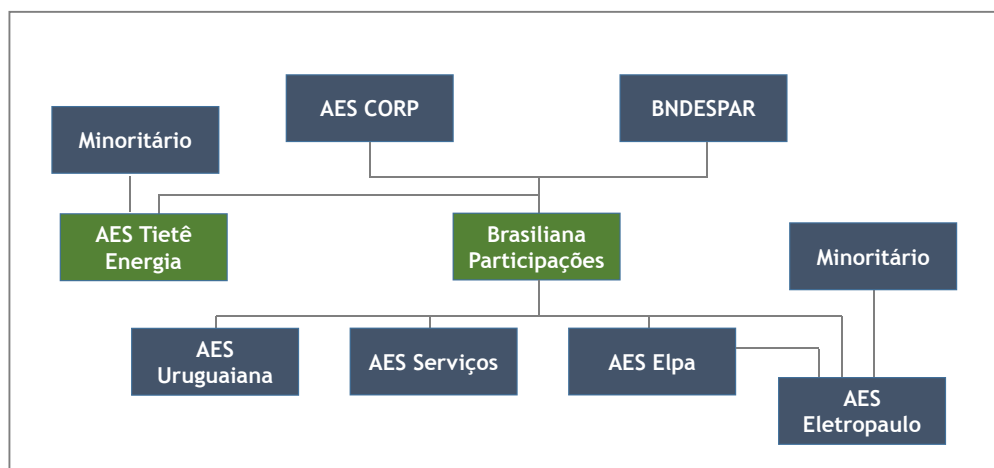 AES CORP
BNDESPAR
Minoritário
AES Tietê
Energia
Brasiliana
Participações
Minoritário
AES
Uruguaiana
AES Serviços
AES Elpa
AES
Eletropaulo